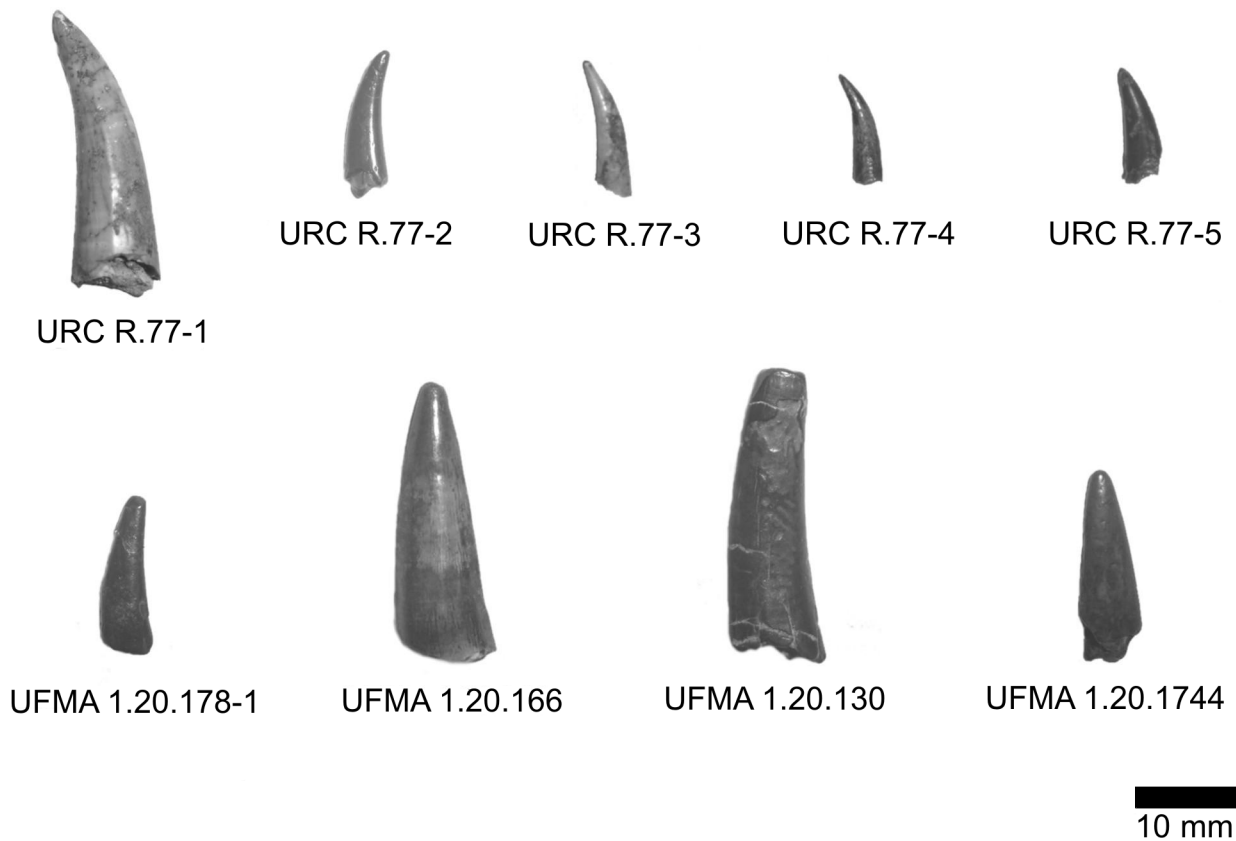 URC R.77-1
URC R.77-2
URC R.77-3
URC R.77-4
URC R.77-5
UFMA 1.20.178-1
UFMA 1.20.166
UFMA 1.20.130
UFMA 1.20.1744
10 mm